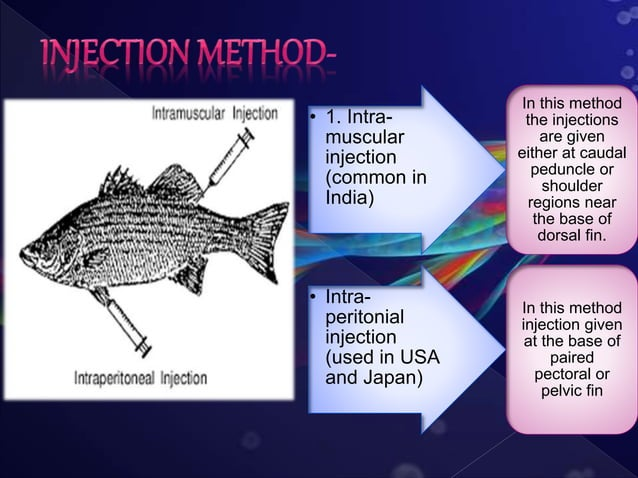 INJECTION METHOD-
Intramuscular Injection
Intraperitoneal Injection
• 1. Intra-
muscular
injection
(common in
India)
In this method
the injections
are given
either at caudal
peduncle or
shoulder
regions near
the base of
dorsal fin.
• Intra-
peritonial
injection
(used in USA
and Japan)
In this method
injection given
at the base of
paired
pectoral or
pelvic fin